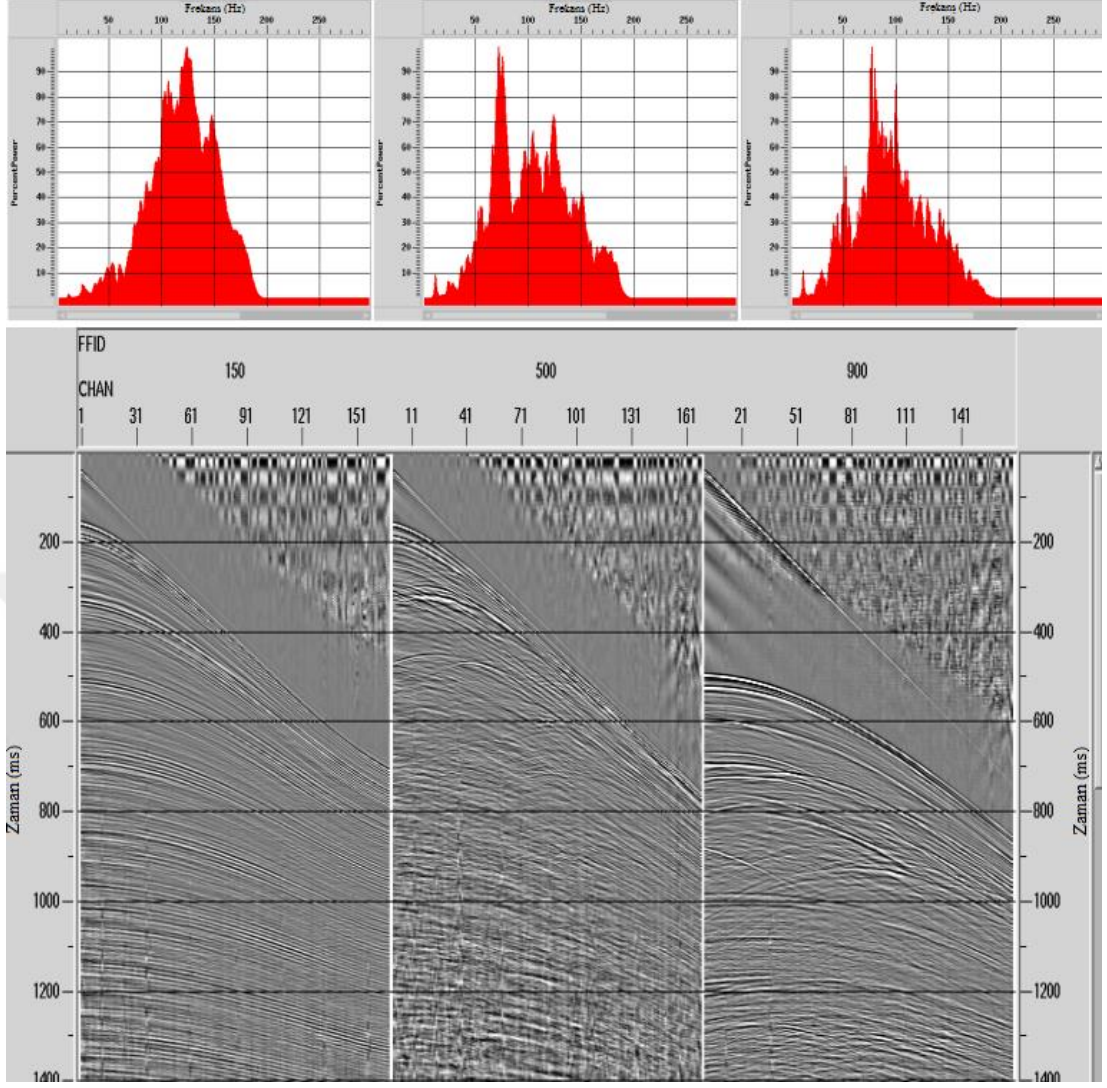 Frekans (Hz) Frekans (Hz) Frekans (Hz)
50 100 150 200 250 50 100 150 200 250 50 100 150 200 250
PercentPower PercentPower PercentPower
90 90 90
80 80 80
70 70 70
60 60 60
50 50 50
40 40 40
30 30 30
20 20 20
10 10 10
FFID
150 500 900
CHAN
1 31 61 91 121 151 11 41 71 101 131 161 21 51 81 111 141
Zaman (ms) Zaman (ms)
200 200
400 400
600 600
800 800
1000 1000
1200 1200
1400 1400